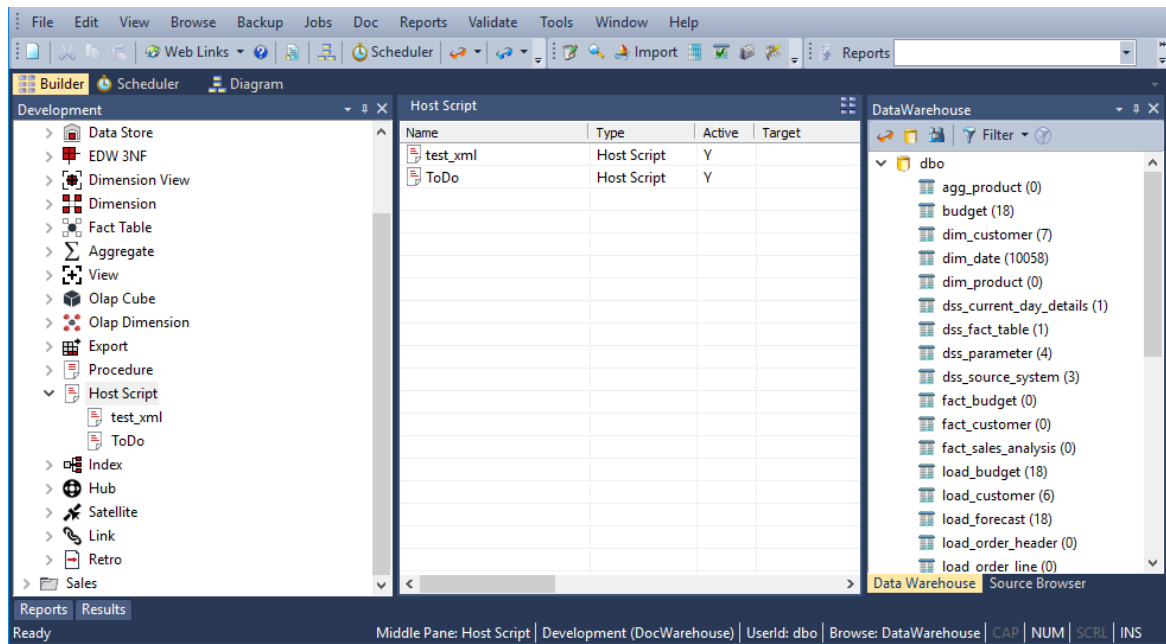 File Edit View Browse Backup Jobs Doc Reports Validate Tools Window Help
Web Links Scheduler Import Reports
Builder Scheduler Diagram
Development
Data Store
EDW 3NF
Dimension View
Dimension
Fact Table
Aggregate
View
Olap Cube
Olap Dimension
Export
Procedure
Host Script
test_xml
ToDo
Index
Hub
Satellite
Link
Retro
Sales
Host Script
Name Type Active Target
test_xml Host Script Y
ToDo Host Script Y
DataWarehouse
Filter
dbo
agg_product (0)
budget (18)
dim_customer (7)
dim_date (10058)
dim_product (0)
dss_current_day_details (1)
dss_fact_table (1)
dss_parameter (4)
dss_source_system (3)
fact_budget (0)
fact_customer (0)
fact_sales_analysis (0)
load_budget (18)
load_customer (6)
load_forecast (18)
load_order_header (0)
load_order_line (0)
Data Warehouse Source Browser
Reports Results
Ready Middle Pane: Host Script Development (DocWarehouse) UserId: dbo Browse: DataWarehouse CAP NUM SCRL INS